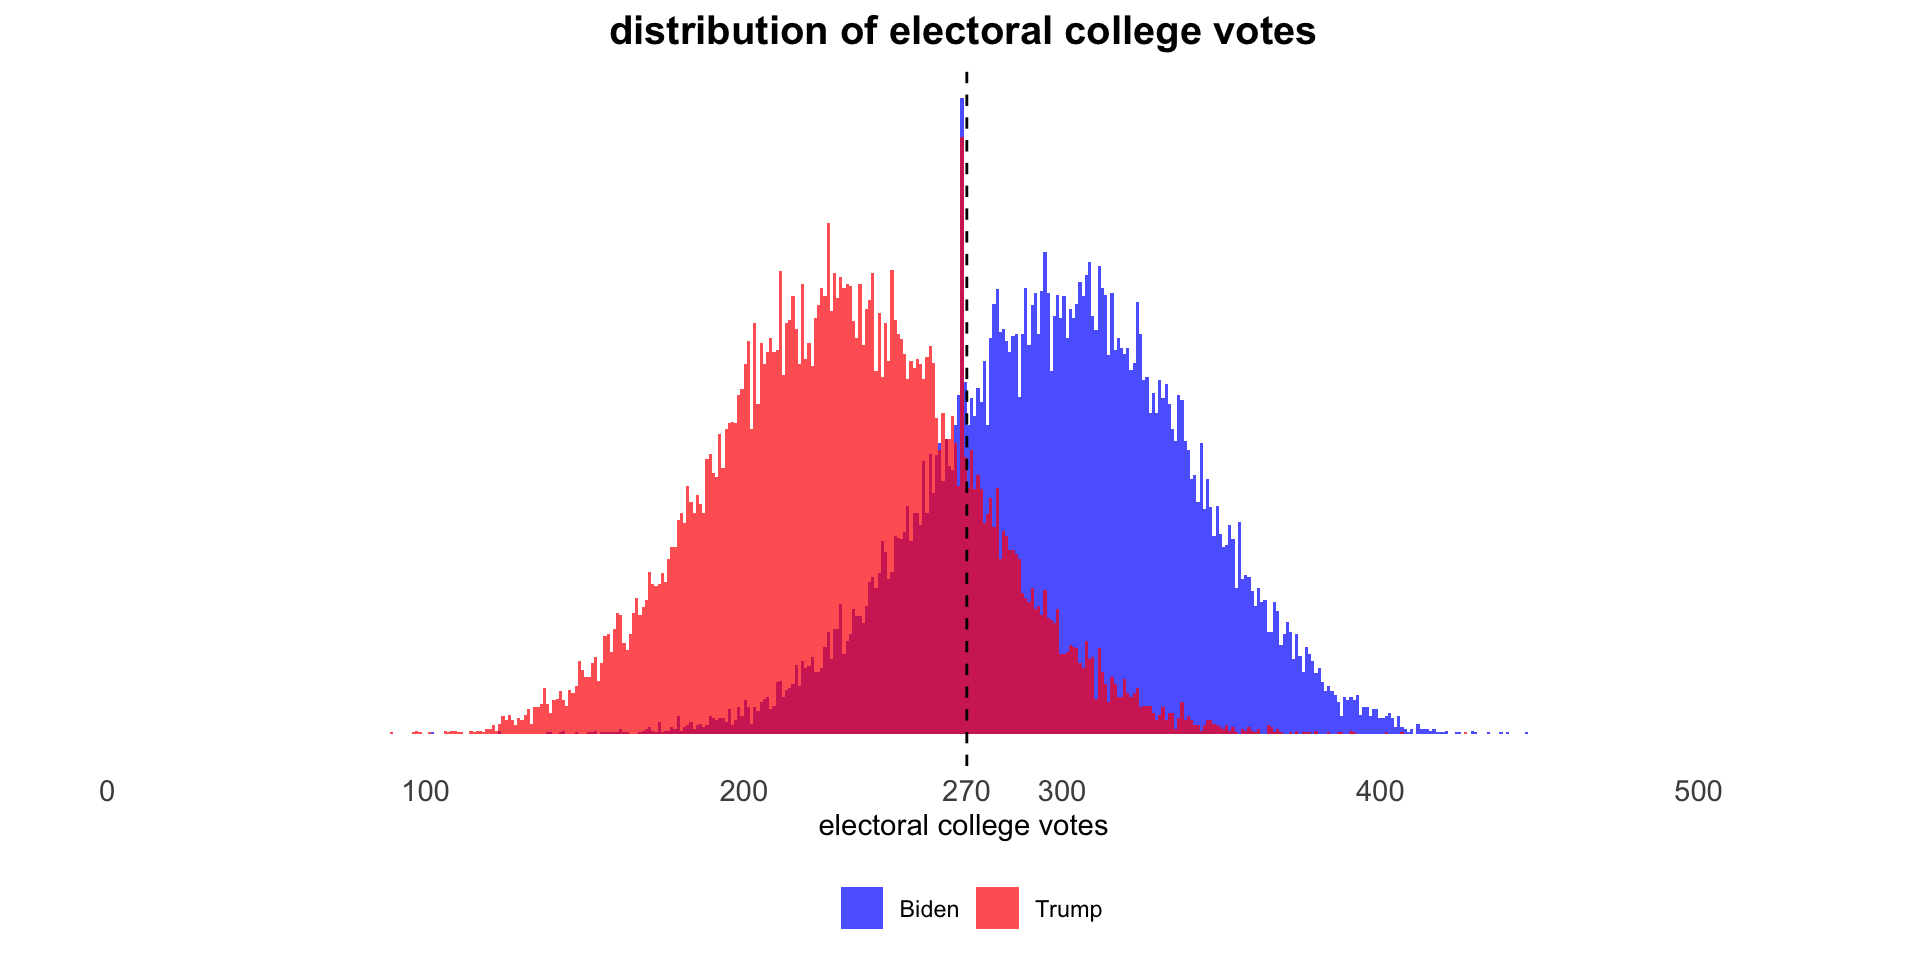 distribution of electoral college votes
0 100 200 270 300 400 500
electoral college votes
Biden Trump